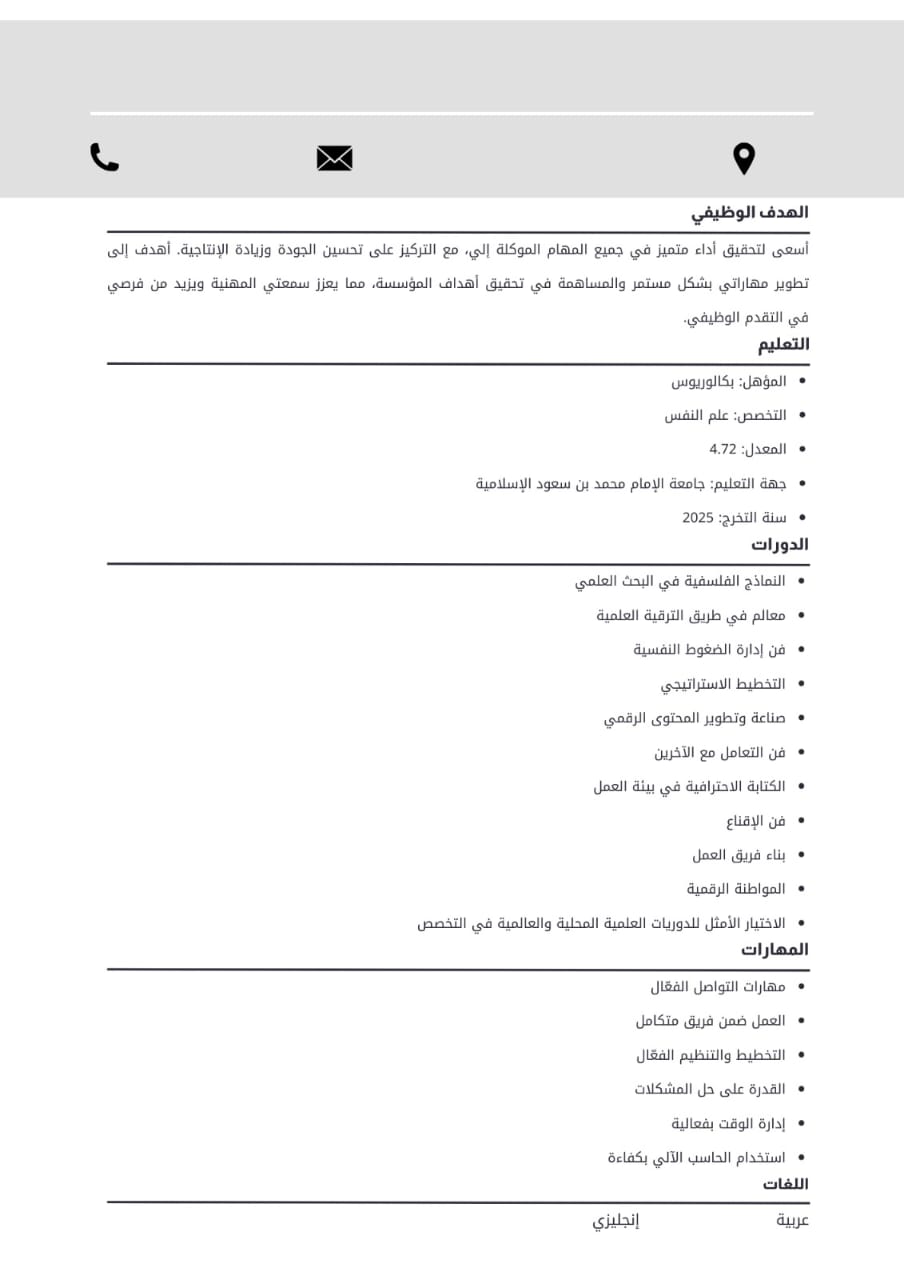 الهدف الوظيفي
أسعى لتحقيق أداء متميز في جميع المهام الموكلة إلي، مع التركيز على تحسين الجودة وزيادة الإنتاجية. أهدف إلى
تطوير مهاراتي بشكل مستمر والمساهمة في تحقيق أهداف المؤسسة، مما يعزز سمعتي المهنية ويزيد من فرصي
في التقدم الوظيفي.
التعليم
• المؤهل: بكالوريوس
• التخصص: علم النفس
• المعدل: 4.72
• جهة التعليم: جامعة الإمام محمد بن سعود الإسلامية
• سنة التخرج: 2025
الدورات
• النماذج الفلسفية في البحث العلمي
• معالم في طريق الترقية العلمية
• فن إدارة الضغوط النفسية
• التخطيط الاستراتيجي
• صناعة وتطوير المحتوى الرقمي
• فن التعامل مع الآخرين
• الكتابة الاحترافية في بيئة العمل
• فن الإقناع
• بناء فريق العمل
• المواطنة الرقمية
• الاختيار الأمثل للدوريات العلمية المحلية والعالمية في التخصص
المهارات
• مهارات التواصل الفعّال
• العمل ضمن فريق متكامل
• التخطيط والتنظيم الفعّال
• القدرة على حل المشكلات
• إدارة الوقت بفعالية
• استخدام الحاسب الآلي بكفاءة
اللغات
عربية إنجليزي